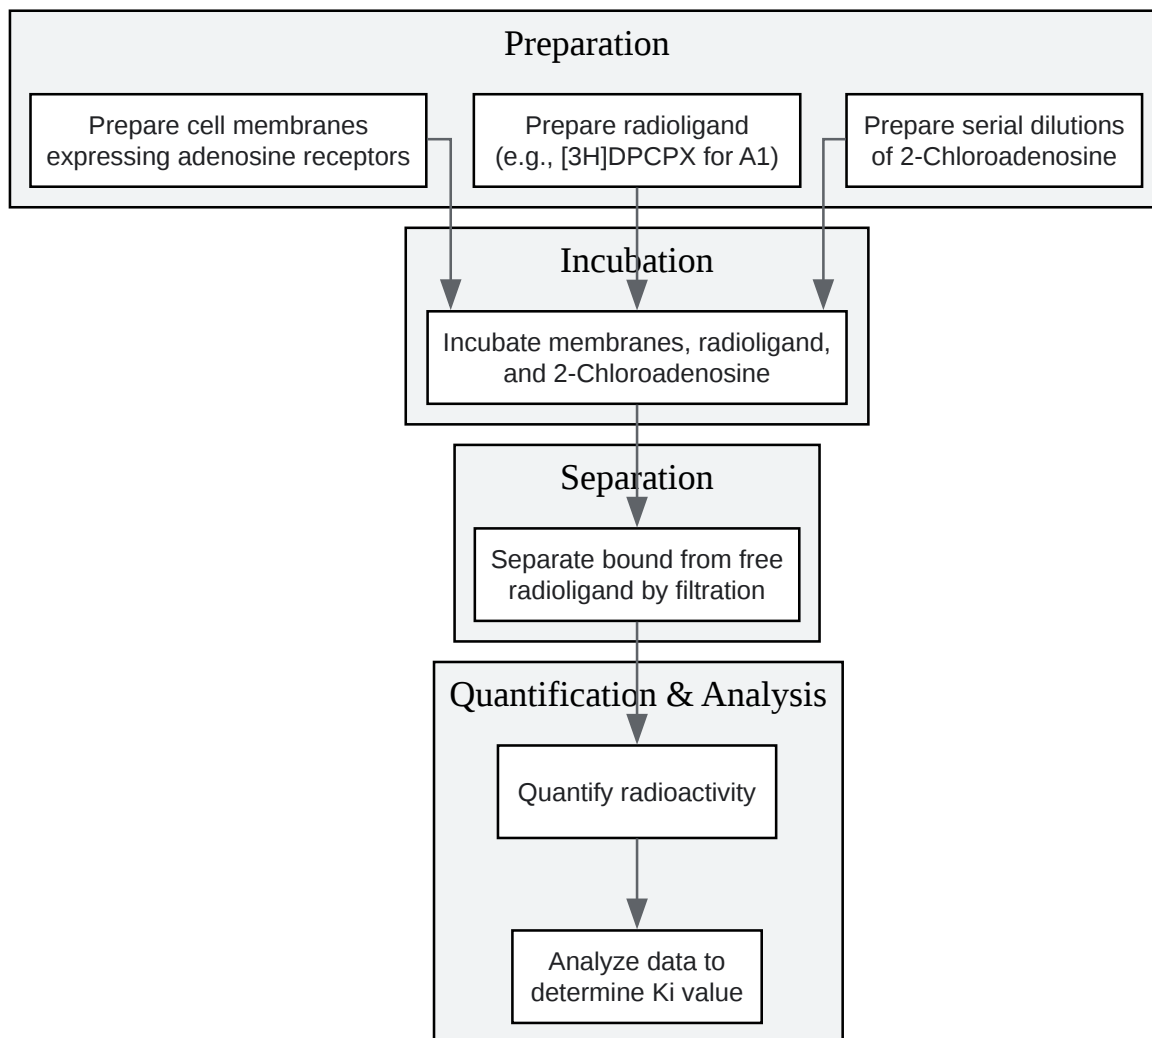 Preparation
Prepare cell membranes
expressing adenosine receptors
Prepare radioligand
(e.g., [3H]DPCPX for A1)
Prepare serial dilutions
of 2-Chloroadenosine
Incubation
Incubate membranes, radioligand,
and 2-Chloroadenosine
Separation
Separate bound from free
radioligand by filtration
Quantification & Analysis
Quantify radioactivity
Analyze data to
determine Ki value